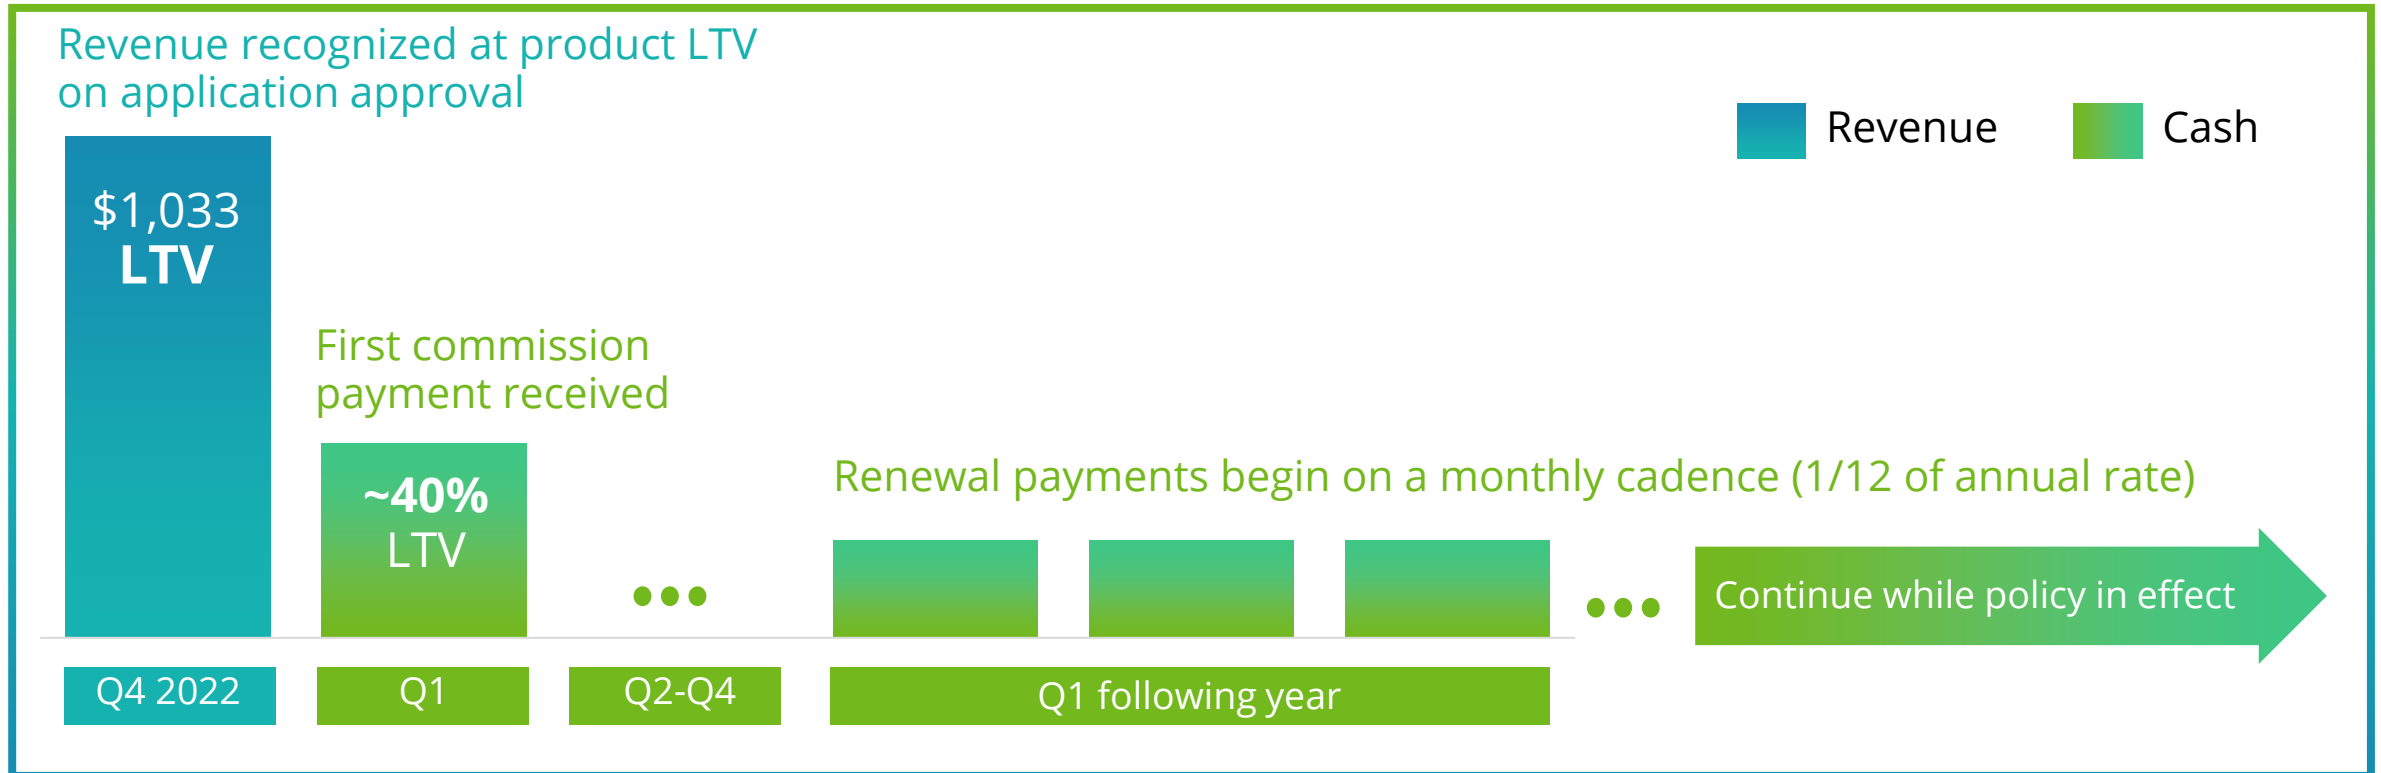 Revenue recognized at product LTV
on application approval
Revenue
Cash
$1,033
LTV
First commission
payment received
~40%
LTV
Renewal payments begin on a monthly cadence (1/12 of annual rate)
Continue while policy in effect
Q4 2022
Q1
Q2-Q4
Q1 following year